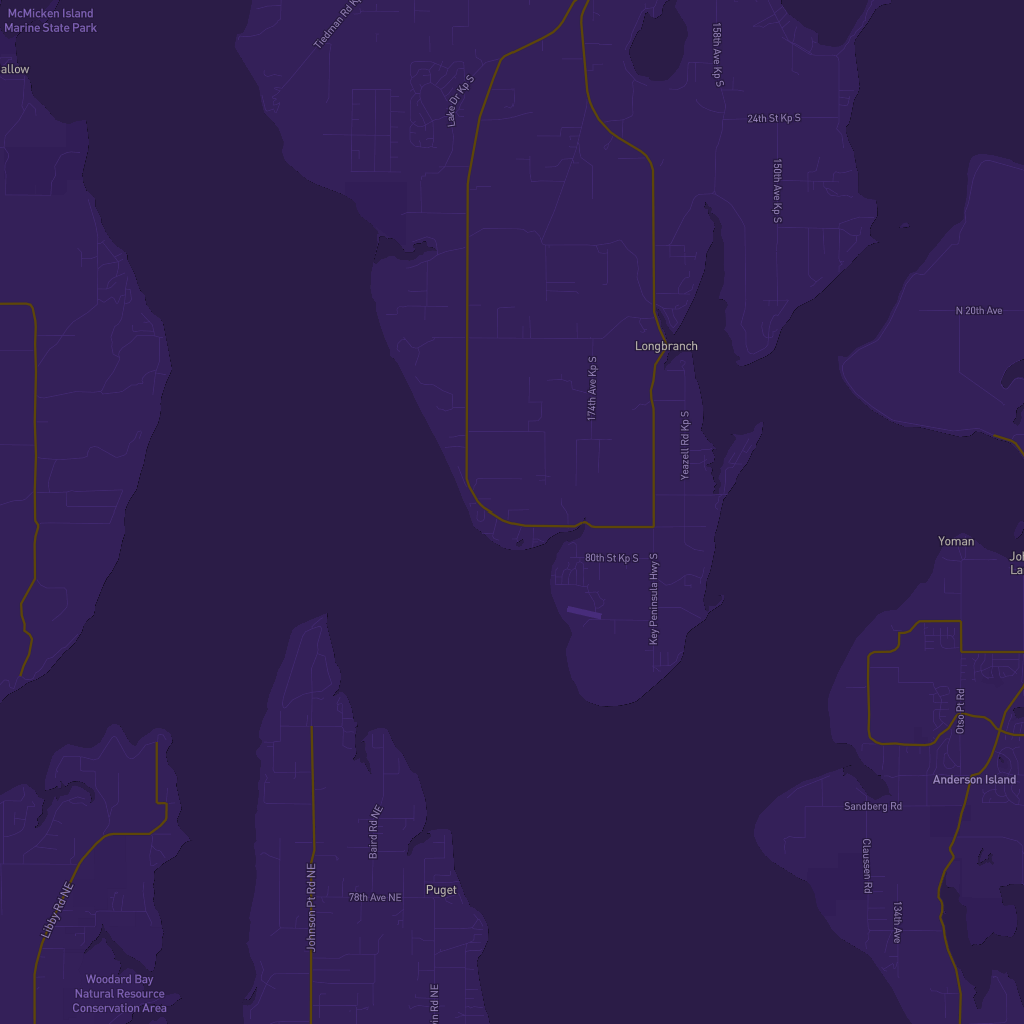 McMicken Island
Marine State Park
allow
Tiedman Rd K
Lake Dr Kp S
158th Ave Kp S
24th St Kp S
150th Ave Kp S
N 20th Ave
Longbranch
174th Ave Kp S
Yeazell Rd Kp S
80th St Kp S
Key Peninsula Hwy S
Yoman
Joh
La
Otso Pt Rd
Anderson Island
Sandberg Rd
Claussen Rd
134th Ave
Baird Rd NE
78th Ave NE
Puget
Johnson Pt Rd NE
Libby Rd NE
Woodard Bay
Natural Resource
Conservation Area
in Rd NE